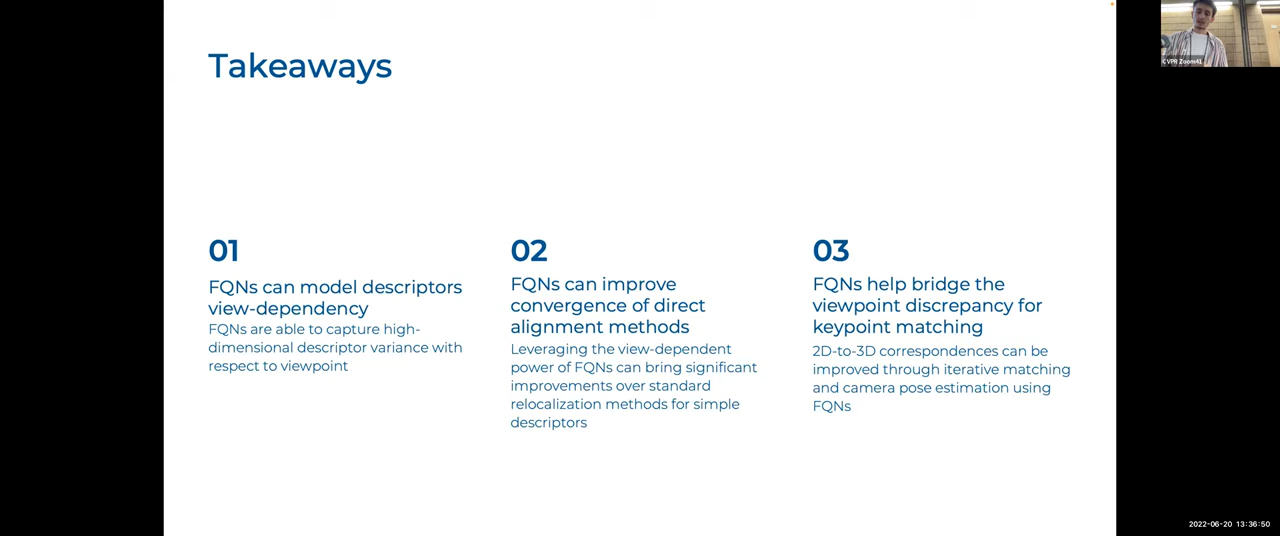 Takeaways
01
FQNs can model descriptors
view-dependency
FQNs are able to capture high-
dimensional descriptor variance with
respect to viewpoint
02
FQNs can improve
convergence of direct
alignment methods
Leveraging the view-dependent
power of FQNs can bring significant
improvements over standard
relocalization methods for simple
descriptors
03
FQNs help bridge the
viewpoint discrepancy for
keypoint matching
2D-to-3D correspondences can be
improved through iterative matching
and camera pose estimation using
FQNs
CVPR Zoom41
2022-06-20 13:36:50